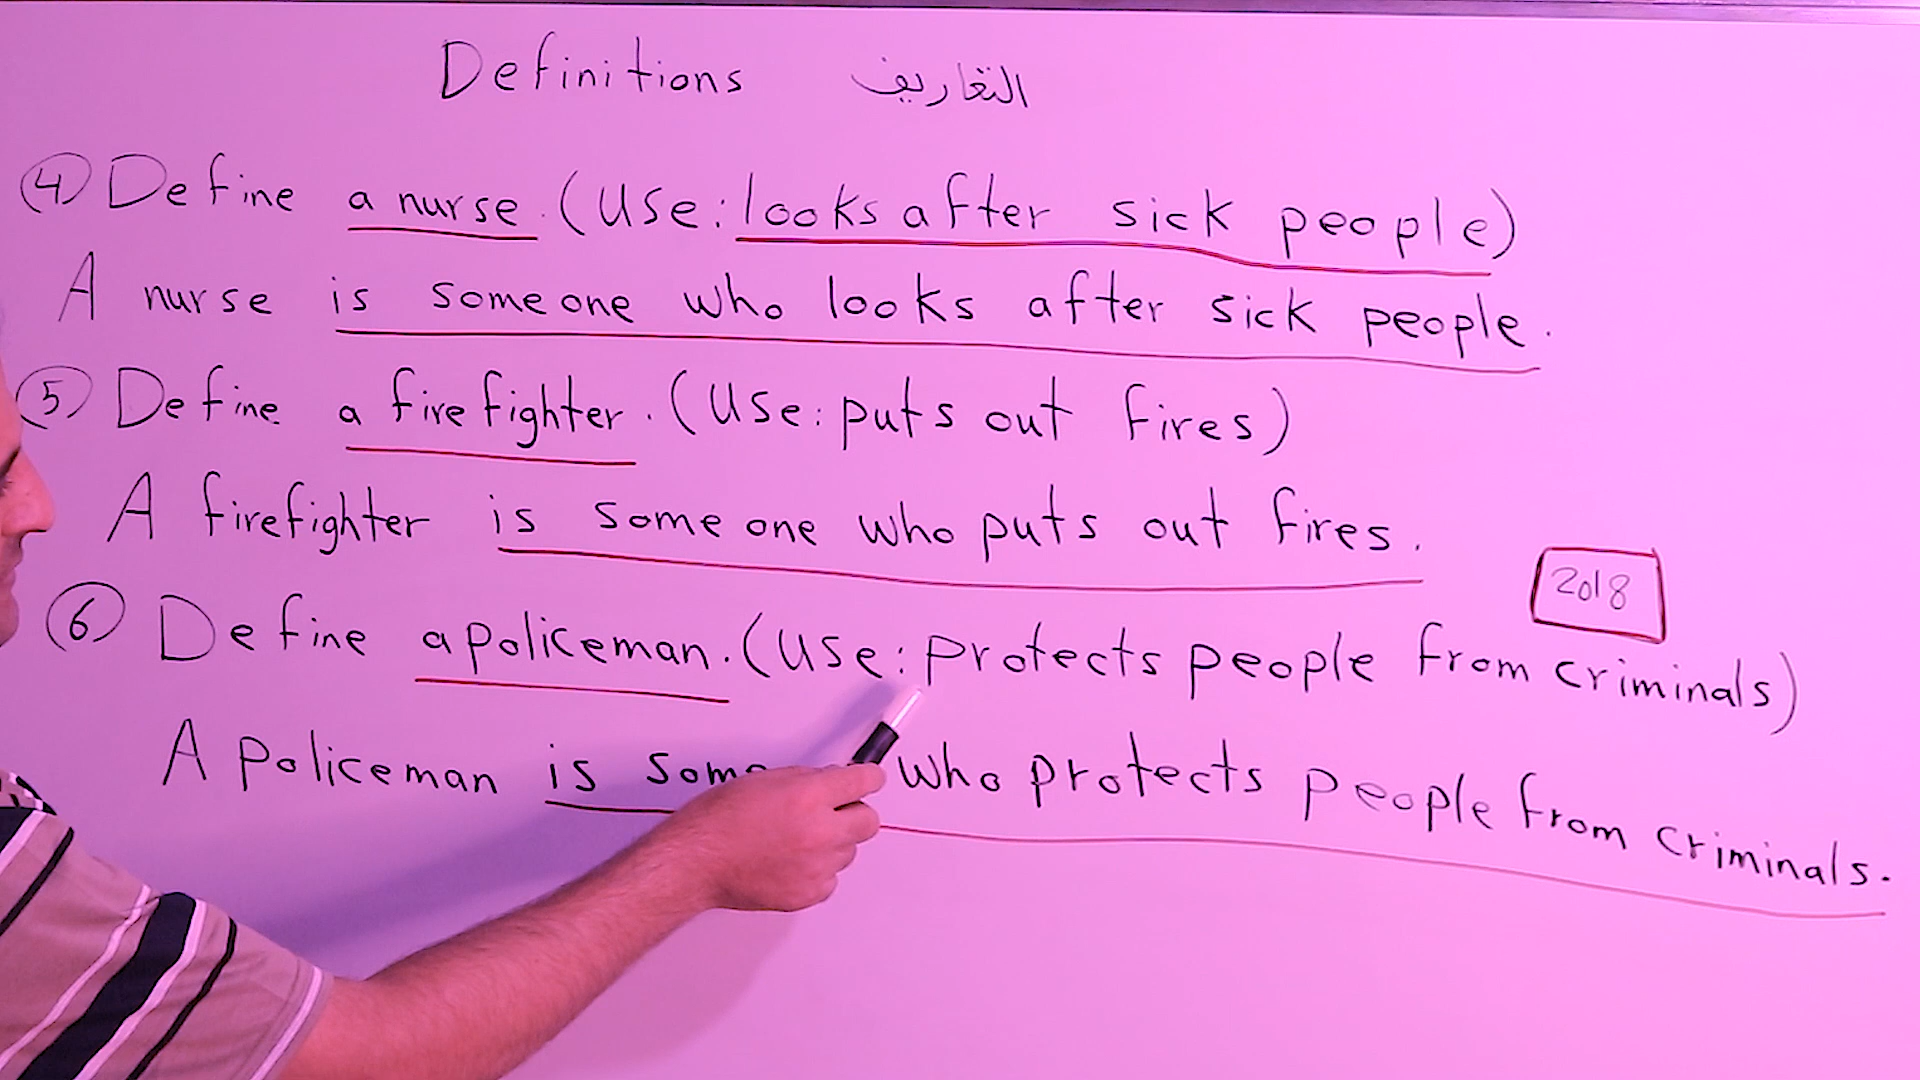 Definitions التعاريف
④ Define a nurse. (Use: looks after sick people)
A nurse is someone who looks after sick people.
⑤ Define a firefighter. (Use: puts out fires)
A firefighter is someone who puts out fires.
2018
⑥ Define a policeman. (Use: protects people from criminals)
A policeman is some who protects people from criminals.